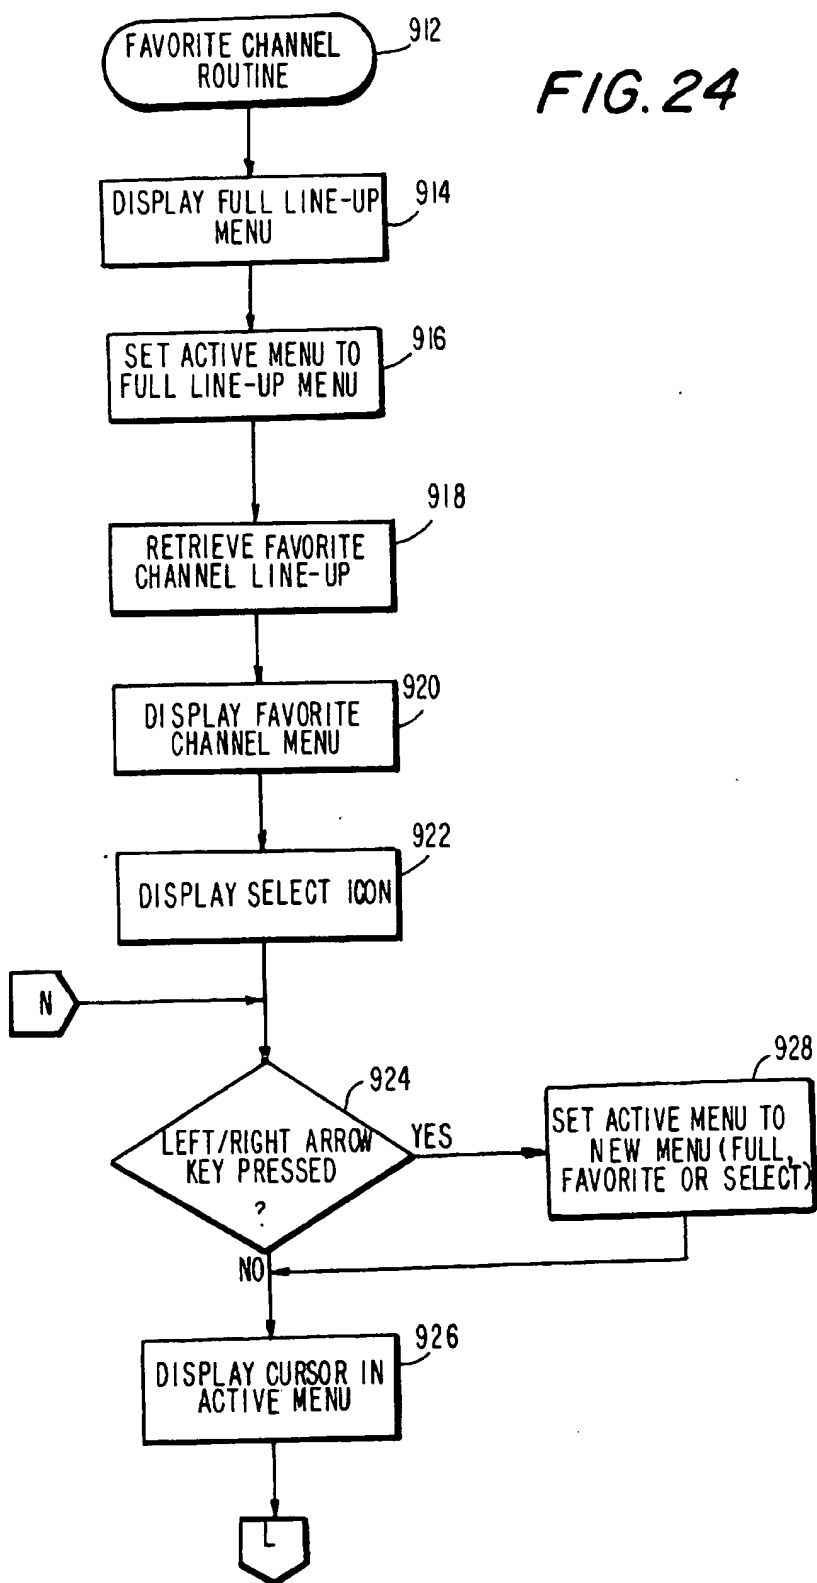 FAVORITE CHANNEL
ROUTINE
912
FIG. 24
DISPLAY FULL LINE-UP
MENU
914
SET ACTIVE MENU TO
FULL LINE-UP MENU
916
RETRIEVE FAVORITE
CHANNEL LINE-UP
918
DISPLAY FAVORITE
CHANNEL MENU
920
DISPLAY SELECT ICON
922
N
LEFT/RIGHT ARROW
KEY PRESSED
?
924
YES
SET ACTIVE MENU TO
NEW MENU (FULL,
FAVORITE OR SELECT)
928
NO
DISPLAY CURSOR IN
ACTIVE MENU
926
L